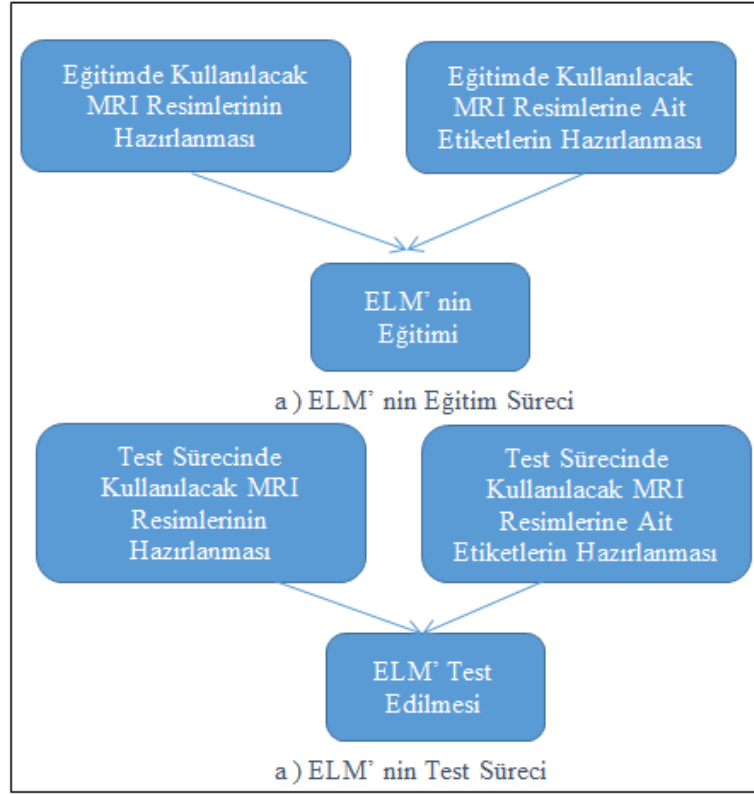 Eğitimde Kullanılacak
MRI Resimlerinin
Hazırlanması
Eğitimde Kullanılacak
MRI Resimlerine Ait
Etiketlerin Hazırlanması
ELM’ nin
Eğitimi
a ) ELM’ nin Eğitim Süreci
Test Sürecinde
Kullanılacak MRI
Resimlerinin
Hazırlanması
Test Sürecinde
Kullanılacak MRI
Resimlerine Ait
Etiketlerin Hazırlanması
ELM’ Test
Edilmesi
a ) ELM’ nin Test Süreci